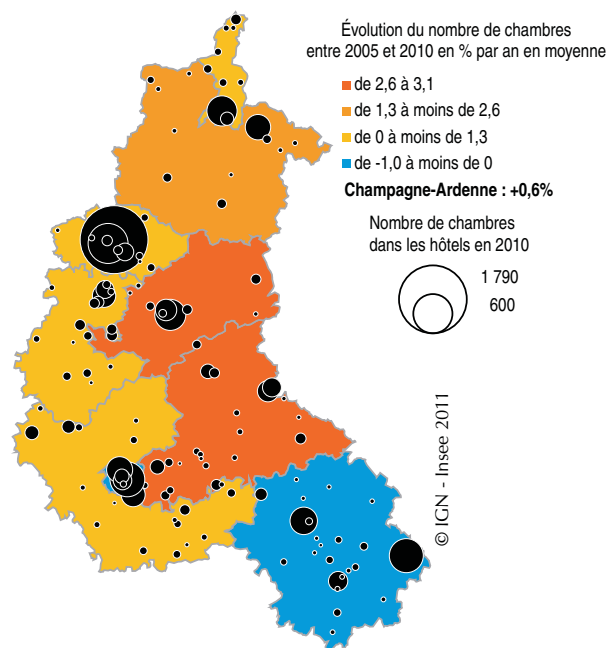 Évolution du nombre de chambres
entre 2005 et 2010 en % par an en moyenne
de 2,6 à 3,1
de 1,3 à moins de 2,6
de 0 à moins de 1,3
de -1,0 à moins de 0
Champagne-Ardenne : +0,6%
Nombre de chambres
dans les hôtels en 2010
1 790
600
© IGN - Insee 2011